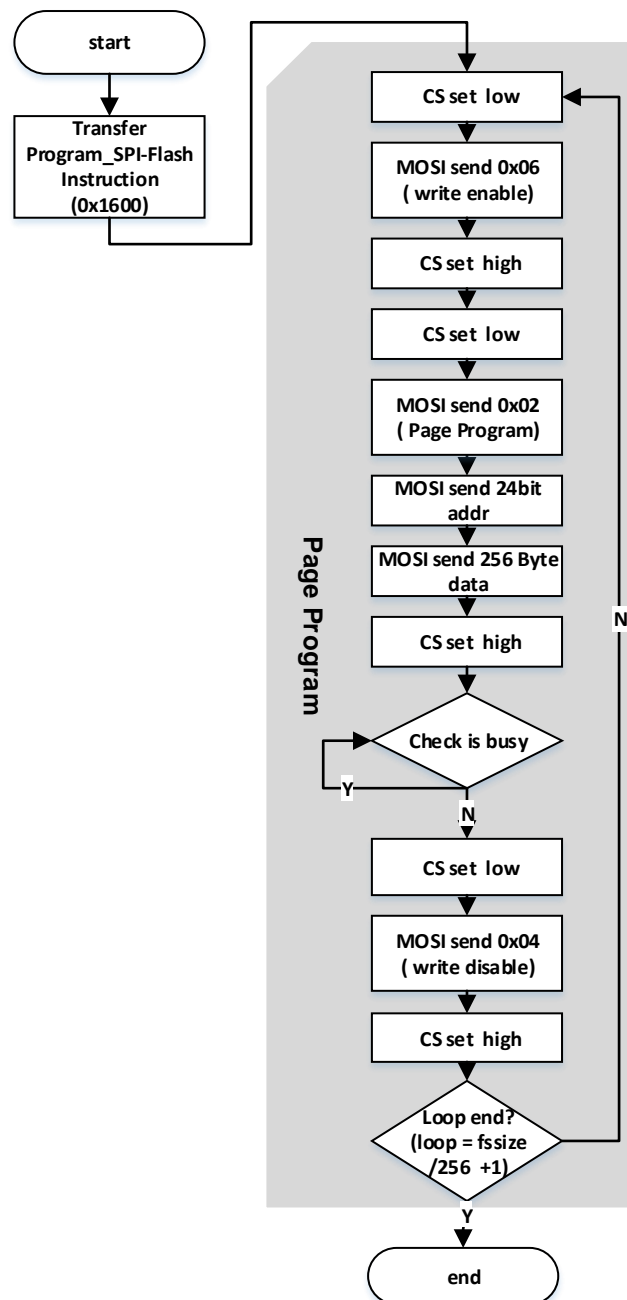 start
Transfer
Program_SPI-Flash
Instruction
(0x1600)
CS set low
MOSI send 0x06
( write enable)
CS set high
CS set low
MOSI send 0x02
( Page Program)
MOSI send 24bit
addr
MOSI send 256 Byte
data
Page Program
CS set high
N
Check is busy
Y
N
CS set low
MOSI send 0x04
( write disable)
CS set high
Loop end?
(loop = fssize
/256 +1)
Y
end